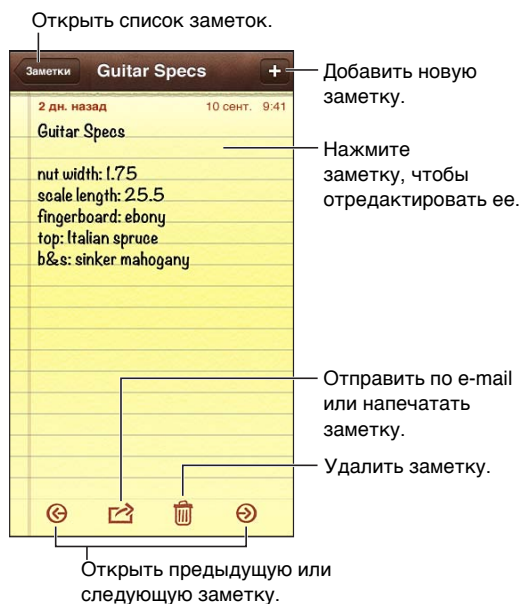 Открыть список заметок.
Заметки Guitar Specs +
Добавить новую
заметку.
2 дн. назад 10 сент. 9:41
Guitar Specs
Нажмите
заметку, чтобы
отредактировать ее.
nut width: 1.75
scale length: 25.5
fingerboard: ebony
top: Italian spruce
b&s: sinker mahogany
Отправить по e-mail
или напечатать
заметку.
Удалить заметку.
Открыть предыдущую или
следующую заметку.